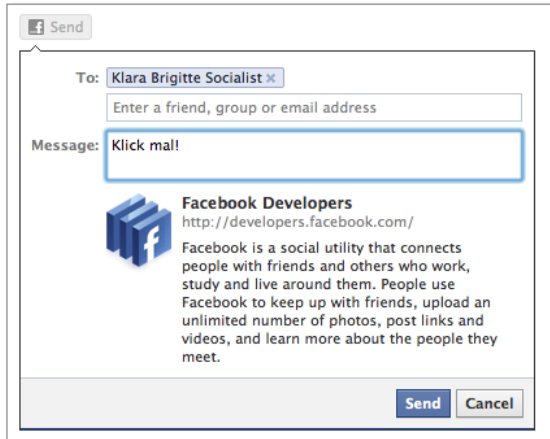 Send
To: Klara Brigitte Socialist ×
Enter a friend, group or email address
Message: Klick mal!
Facebook Developers
http://developers.facebook.com/
Facebook is a social utility that connects
people with friends and others who work,
study and live around them. People use
Facebook to keep up with friends, upload an
unlimited number of photos, post links and
videos, and learn more about the people they
meet.
Send Cancel